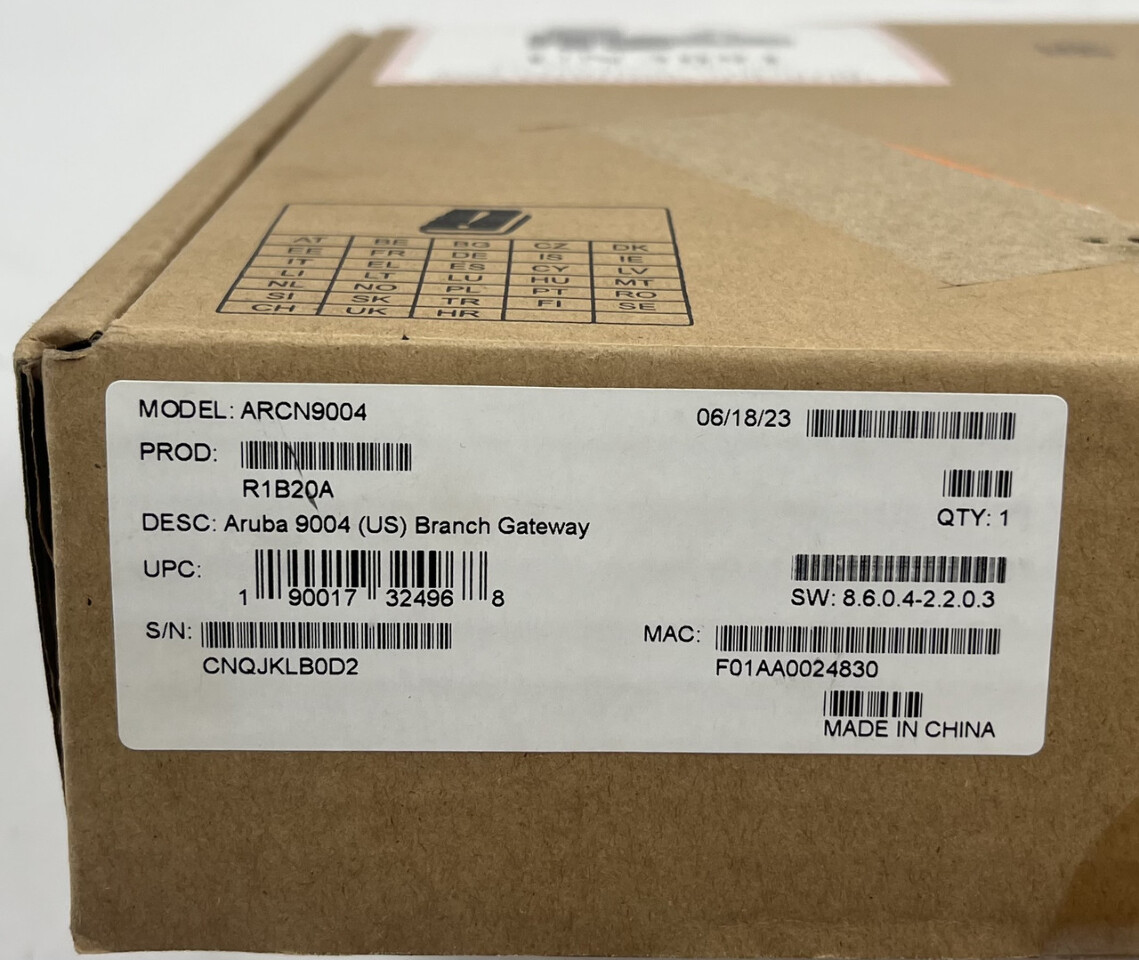 AT BE BG CZ DK
EE FR DE IS IE
IT EL ES CY LV
LI LT LU HU MT
NL NO PL PT RO
SI SK TR FI SE
CH UK HR
MODEL: ARCN9004
06/18/23
PROD:
R1B20A
QTY: 1
DESC: Aruba 9004 (US) Branch Gateway
UPC:
1 90017 32496 8
SW: 8.6.0.4-2.2.0.3
S/N:
CNQJKLB0D2
MAC:
F01AA0024830
MADE IN CHINA